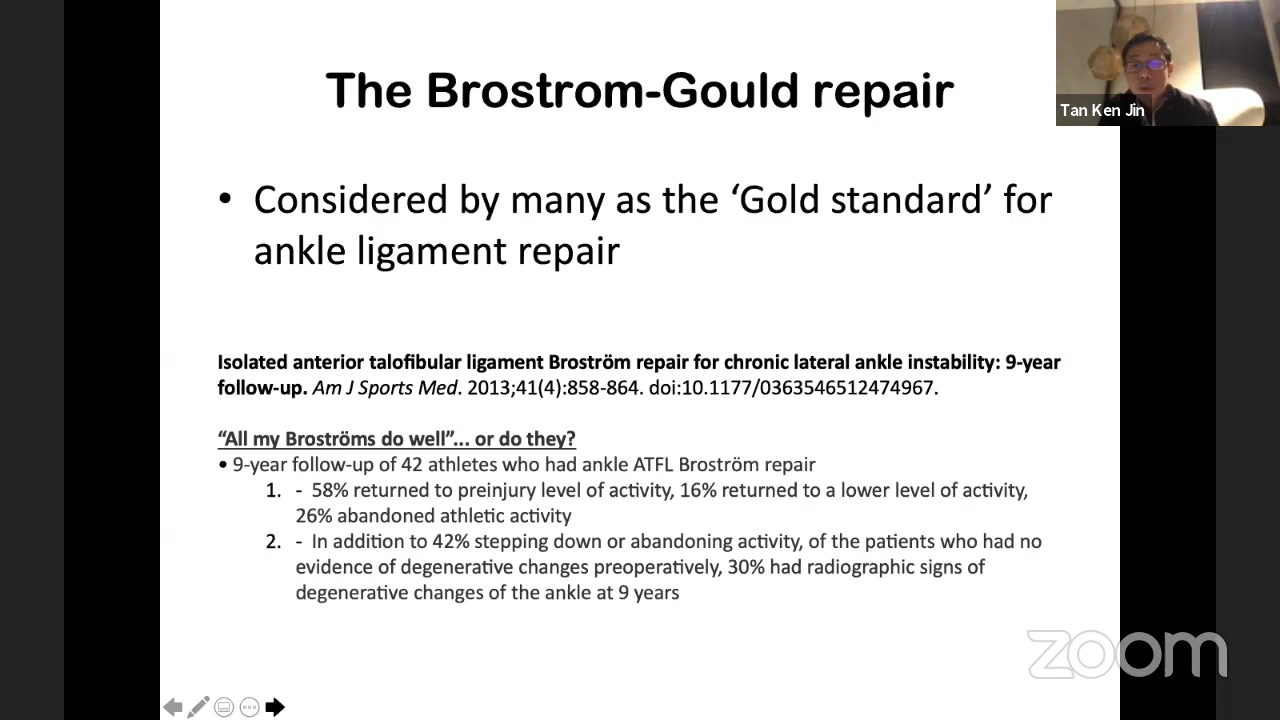 The Brostrom-Gould repair
Tan Ken Jin
• Considered by many as the ‘Gold standard’ for
ankle ligament repair
Isolated anterior talofibular ligament Broström repair for chronic lateral ankle instability: 9-year
follow-up. Am J Sports Med. 2013;41(4):858-864. doi:10.1177/0363546512474967.
“All my Broströms do well”... or do they?
• 9-year follow-up of 42 athletes who had ankle ATFL Broström repair
1. - 58% returned to preinjury level of activity, 16% returned to a lower level of activity,
26% abandoned athletic activity
2. - In addition to 42% stepping down or abandoning activity, of the patients who had no
evidence of degenerative changes preoperatively, 30% had radiographic signs of
degenerative changes of the ankle at 9 years
zoom